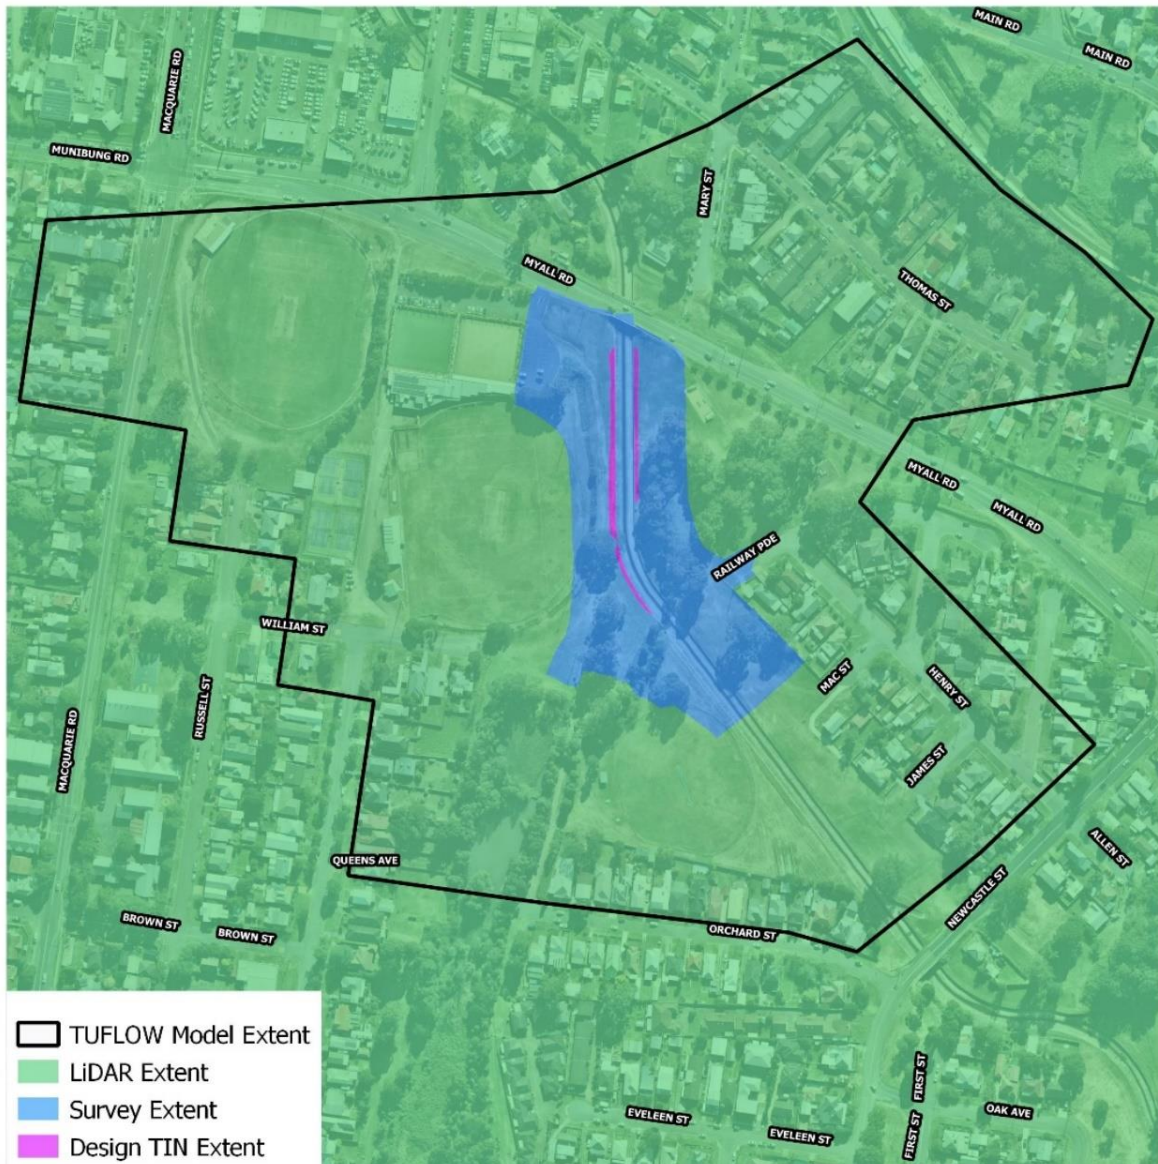 MAIN RD
MAIN RD
MACQUARIE RD
MUNIBUNG RD
MARY ST
MYALL RD
THOMAS ST
MYALL RD
MYALL RD
RAILWAY PDE
WILLIAM ST
MAC ST
HENRY ST
RUSSELL ST
MACQUARIE RD
JAMES ST
ALLEN ST
QUEENS AVE
NEWCASTLE ST
BROWN ST
BROWN ST
ORCHARD ST
TUFLOW Model Extent
LiDAR Extent
Survey Extent
Design TIN Extent
FIRST ST
OAK AVE
EVELEEN ST
EVELEEN ST
FIRST ST